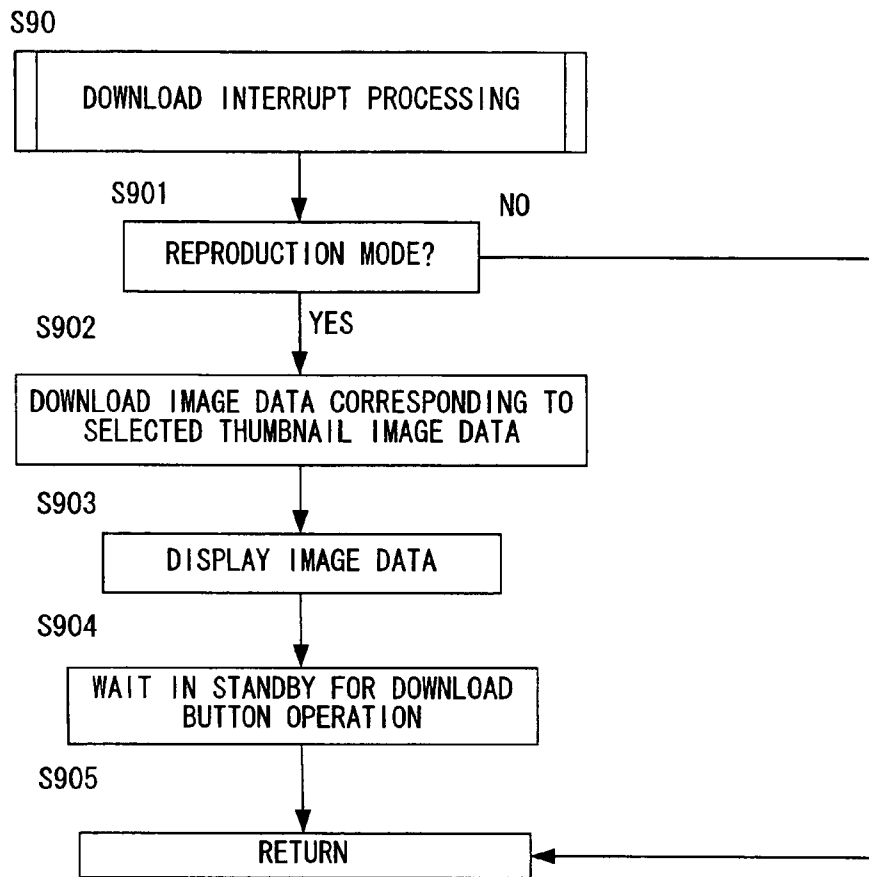 S90
DOWNLOAD INTERRUPT PROCESSING
S901
NO
REPRODUCTION MODE?
YES
S902
DOWNLOAD IMAGE DATA CORRESPONDING TO
SELECTED THUMBNAIL IMAGE DATA
S903
DISPLAY IMAGE DATA
S904
WAIT IN STANDBY FOR DOWNLOAD
BUTTON OPERATION
S905
RETURN